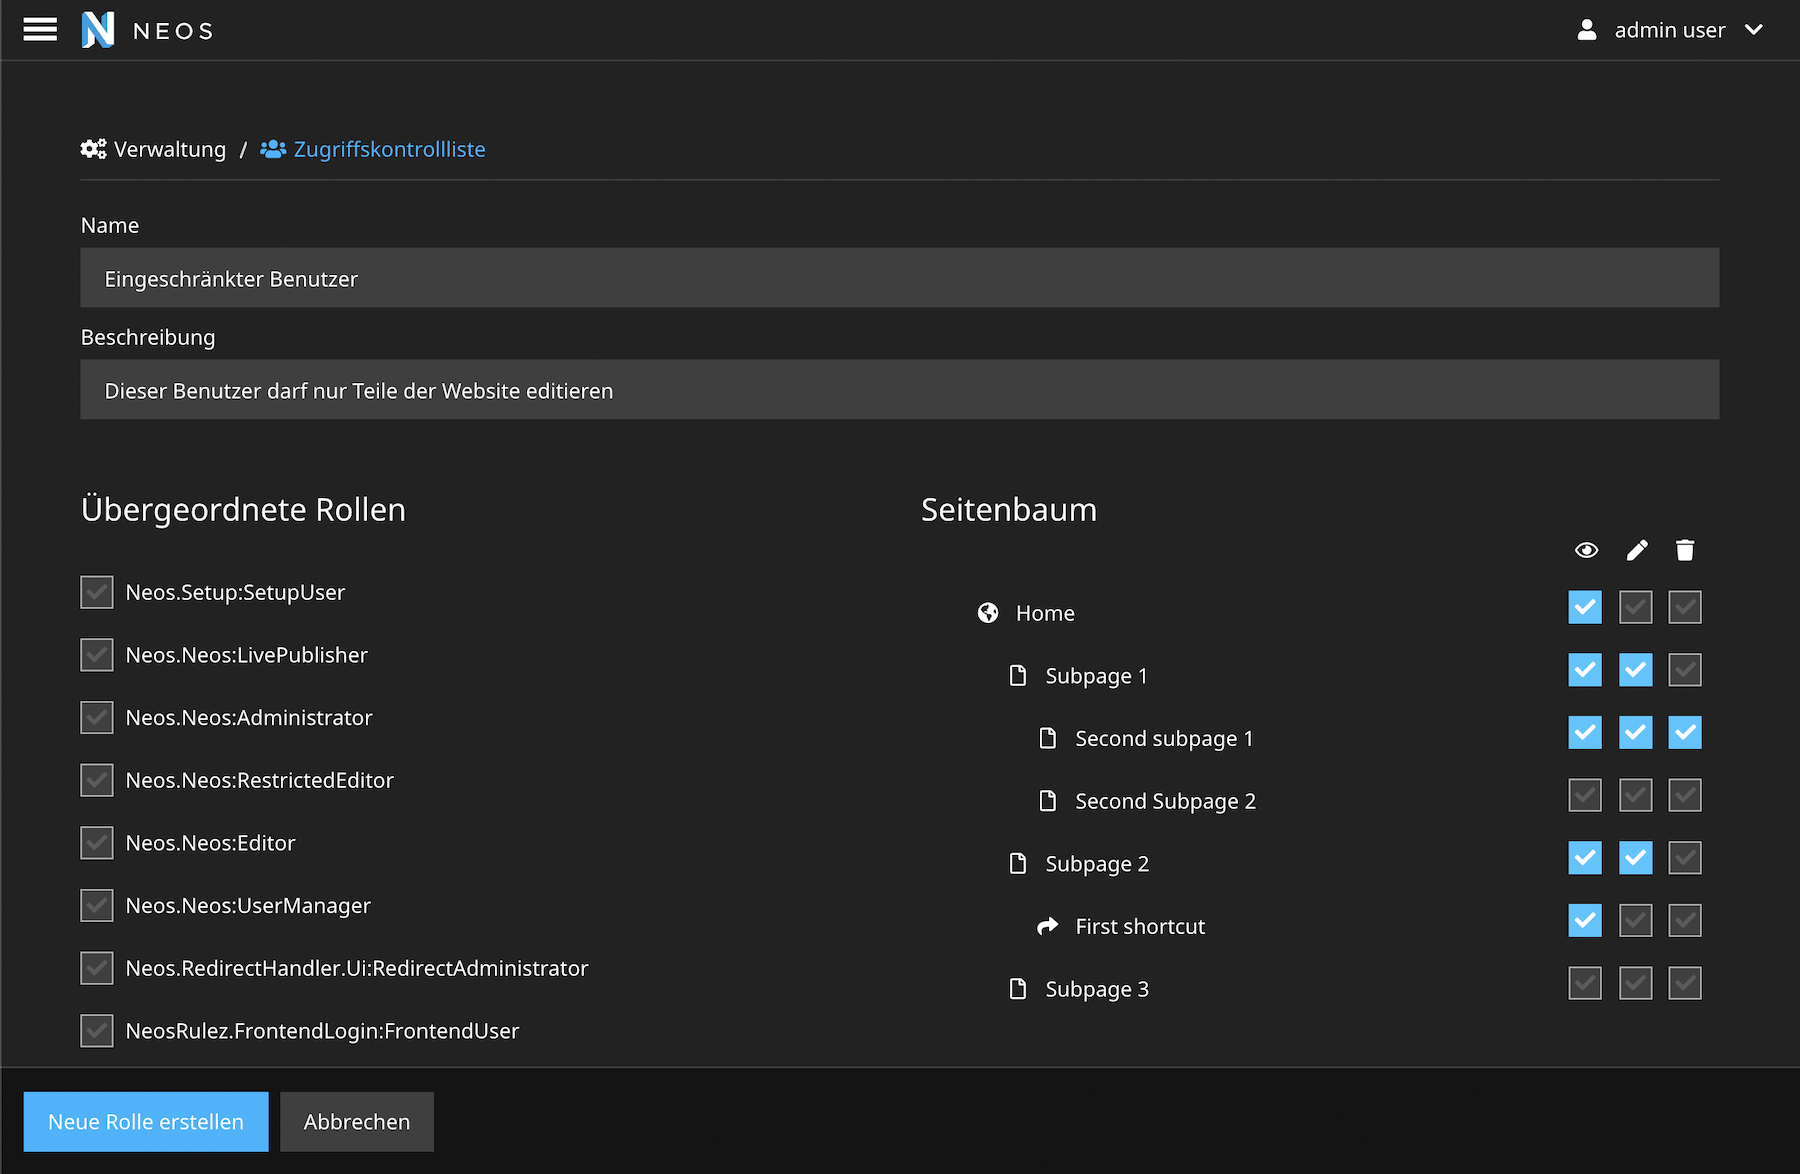 NEOS
admin user
Verwaltung / Zugriffskontrollliste
Name
Eingeschränkter Benutzer
Beschreibung
Dieser Benutzer darf nur Teile der Website editieren
Übergeordnete Rollen
Neos.Setup:SetupUser
Neos.Neos:LivePublisher
Neos.Neos:Administrator
Neos.Neos:RestrictedEditor
Neos.Neos:Editor
Neos.Neos:UserManager
Neos.RedirectHandler.Ui:RedirectAdministrator
NeosRulez.FrontendLogin:FrontendUser
Seitenbaum
Home
Subpage 1
Second subpage 1
Second Subpage 2
Subpage 2
First shortcut
Subpage 3
Neue Rolle erstellen
Abbrechen